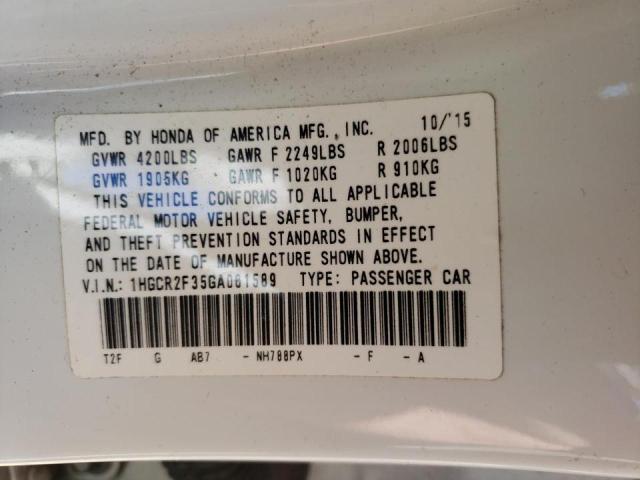 MFD. BY HONDA OF AMERICA MFG., INC. 10/'15
GVWR 4200LBS GAWR F 2249LBS R 2006LBS
GVWR 1905KG GAWR F 1020KG R 910KG
THIS VEHICLE CONFORMS TO ALL APPLICABLE
FEDERAL MOTOR VEHICLE SAFETY, BUMPER,
AND THEFT PREVENTION STANDARDS IN EFFECT
ON THE DATE OF MANUFACTURE SHOWN ABOVE.
V.I.N.: 1HGCR2F35GA061589 TYPE: PASSENGER CAR
T2F G AB7 - NH788PX - F - A